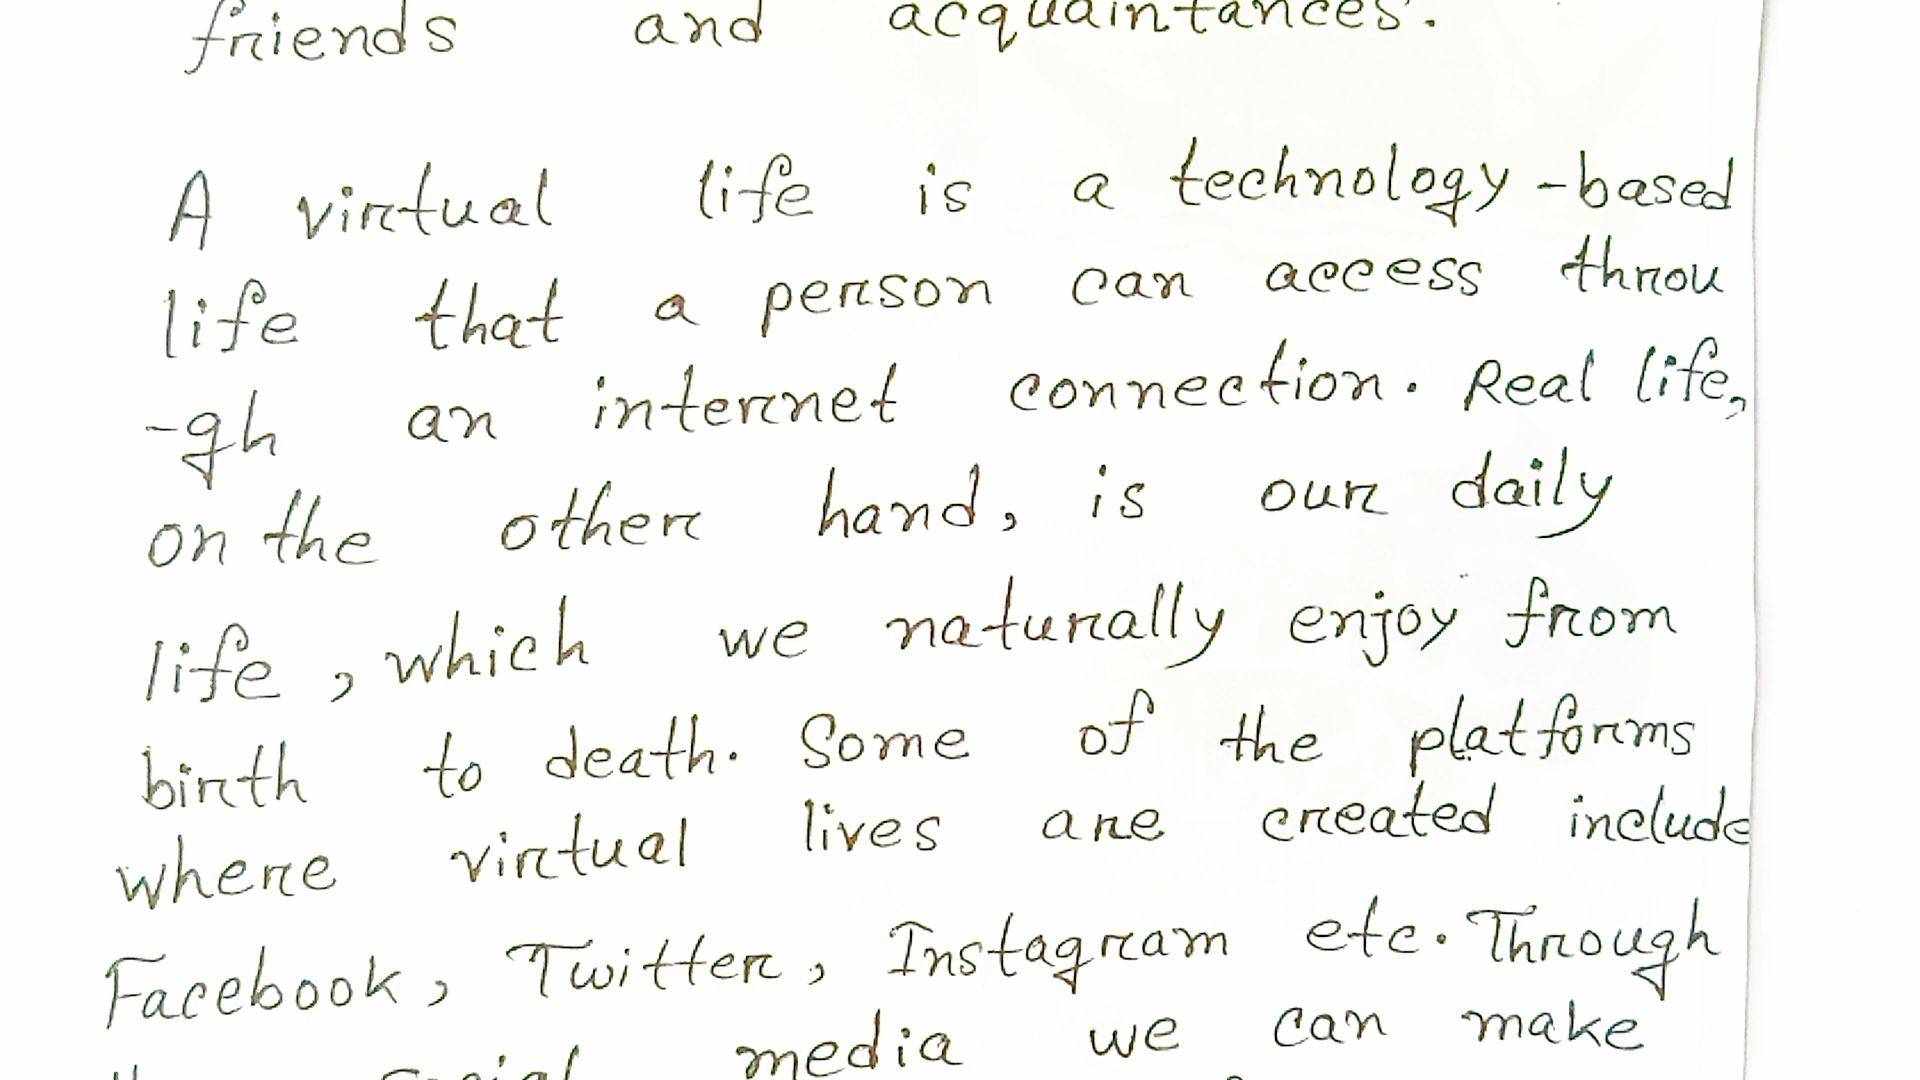 friends and acquaintances.
A virtual life is a technology-based
life that a person can access throu
-gh an internet connection. Real life,
on the other hand, is our daily
life, which we naturally enjoy from
birth to death. Some of the platforms
where virtual lives are created include
Facebook, Twitter, Instagram etc. Through
social media we can make